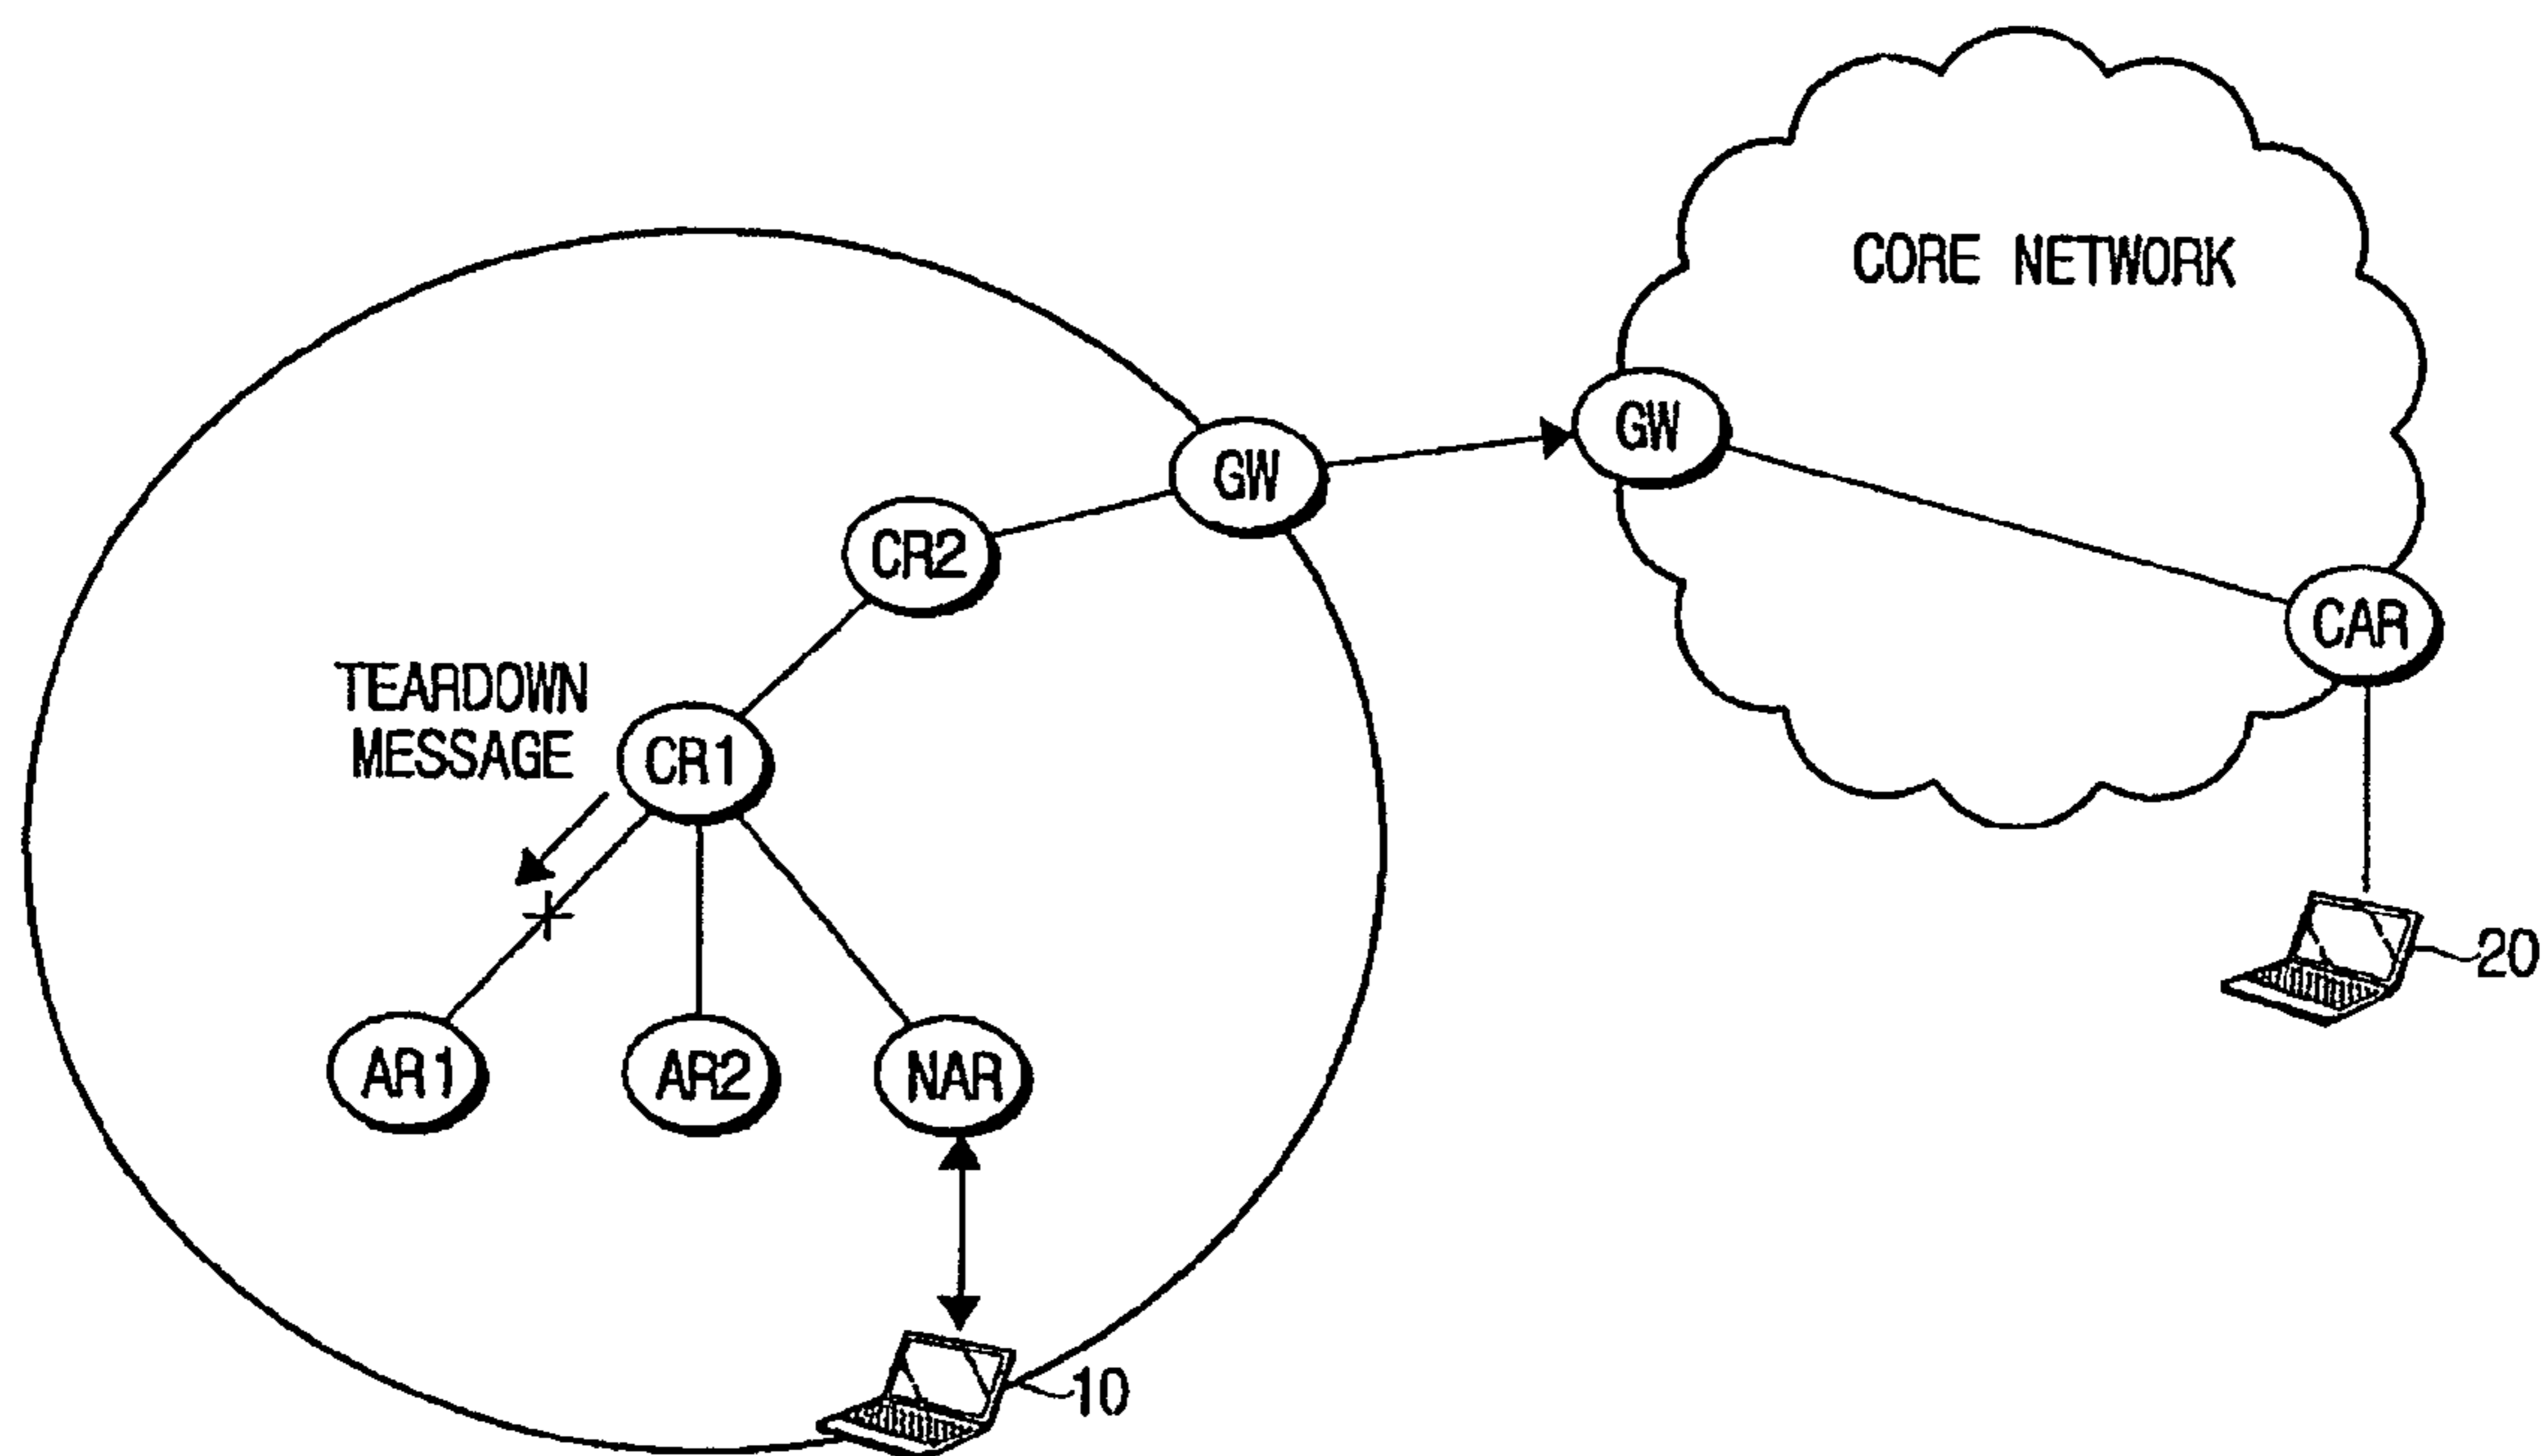 CORE NETWORK
GW
GW
CR2
CAR
TEARDOWN
MESSAGE
CR1
20
AR1
AR2
NAR
10